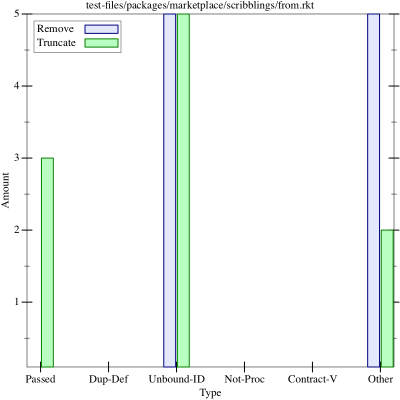 test-files/packages/marketplace/scribblings/from.rkt
Remove
Truncate
5
4
3
2
1
Amount
Passed Dup-Def Unbound-ID Not-Proc Contract-V Other
Type